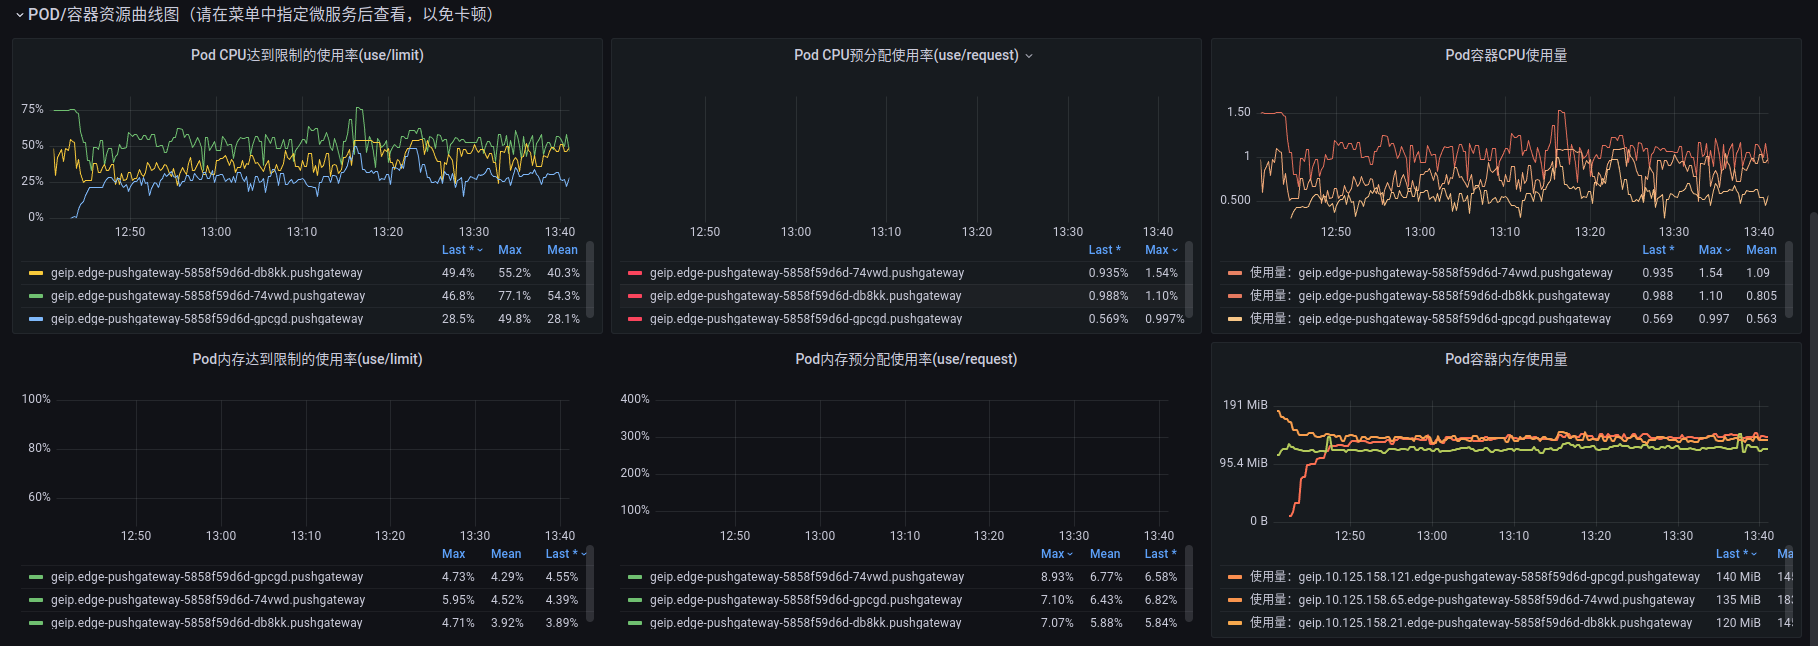 POD/容器资源曲线图（请在菜单中指定微服务后查看，以免卡顿）
Pod CPU达到限制的使用率(use/limit)
75%
50%
25%
0%
12:50 13:00 13:10 13:20 13:30 13:40
Last * Max Mean
geip.edge-pushgateway-5858f59d6d-db8kk.pushgateway 49.4% 55.2% 40.3%
geip.edge-pushgateway-5858f59d6d-74vwd.pushgateway 46.8% 77.1% 54.3%
geip.edge-pushgateway-5858f59d6d-gpcgd.pushgateway 28.5% 49.8% 28.1%
Pod CPU预分配使用率(use/request)
12:50 13:00 13:10 13:20 13:30 13:40
Last * Max
geip.edge-pushgateway-5858f59d6d-74vwd.pushgateway 0.935% 1.54%
geip.edge-pushgateway-5858f59d6d-db8kk.pushgateway 0.988% 1.10%
geip.edge-pushgateway-5858f59d6d-gpcgd.pushgateway 0.569% 0.997%
Pod容器CPU使用量
1.50
1
0.500
12:50 13:00 13:10 13:20 13:30 13:40
Last * Max Mean
使用量：geip.edge-pushgateway-5858f59d6d-74vwd.pushgateway 0.935 1.54 1.09
使用量：geip.edge-pushgateway-5858f59d6d-db8kk.pushgateway 0.988 1.10 0.805
使用量：geip.edge-pushgateway-5858f59d6d-gpcgd.pushgateway 0.569 0.997 0.563
Pod内存达到限制的使用率(use/limit)
100%
80%
60%
12:50 13:00 13:10 13:20 13:30 13:40
Max Mean Last *
geip.edge-pushgateway-5858f59d6d-gpcgd.pushgateway 4.73% 4.29% 4.55%
geip.edge-pushgateway-5858f59d6d-74vwd.pushgateway 5.95% 4.52% 4.39%
geip.edge-pushgateway-5858f59d6d-db8kk.pushgateway 4.71% 3.92% 3.89%
Pod内存预分配使用率(use/request)
400%
300%
200%
100%
12:50 13:00 13:10 13:20 13:30 13:40
Max Mean Last *
geip.edge-pushgateway-5858f59d6d-74vwd.pushgateway 8.93% 6.77% 6.58%
geip.edge-pushgateway-5858f59d6d-gpcgd.pushgateway 7.10% 6.43% 6.82%
geip.edge-pushgateway-5858f59d6d-db8kk.pushgateway 7.07% 5.88% 5.84%
Pod容器内存使用量
191 MiB
95.4 MiB
0 B
12:50 13:00 13:10 13:20 13:30 13:40
Last * Ma
使用量：geip.10.125.158.121.edge-pushgateway-5858f59d6d-gpcgd.pushgateway 140 MiB
使用量：geip.10.125.158.65.edge-pushgateway-5858f59d6d-74vwd.pushgateway 135 MiB
使用量：geip.10.125.158.21.edge-pushgateway-5858f59d6d-db8kk.pushgateway 120 MiB